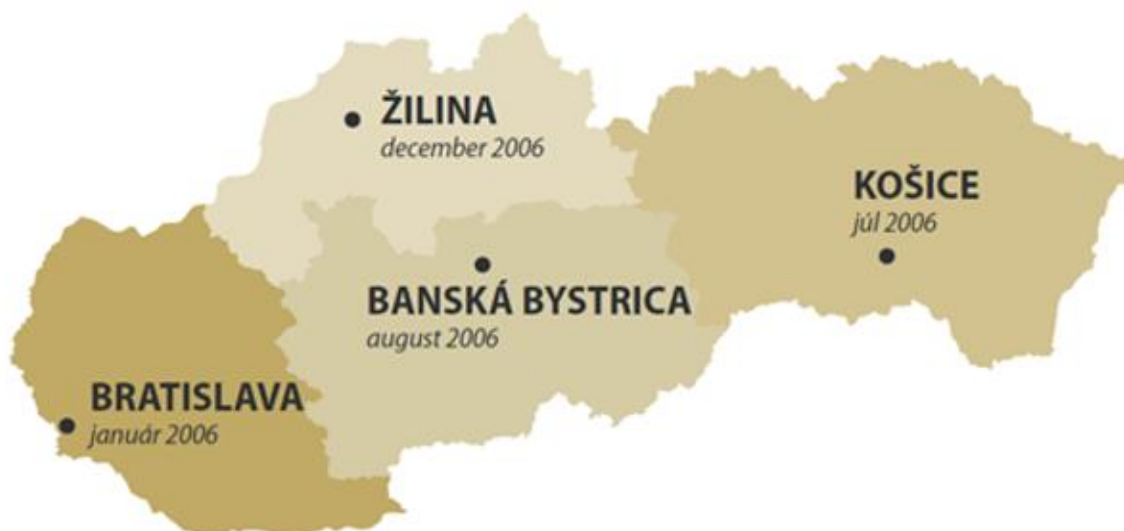 ŽILINA
december 2006
KOŠICE
júl 2006
BANSKÁ BYSTRICA
august 2006
BRATISLAVA
január 2006